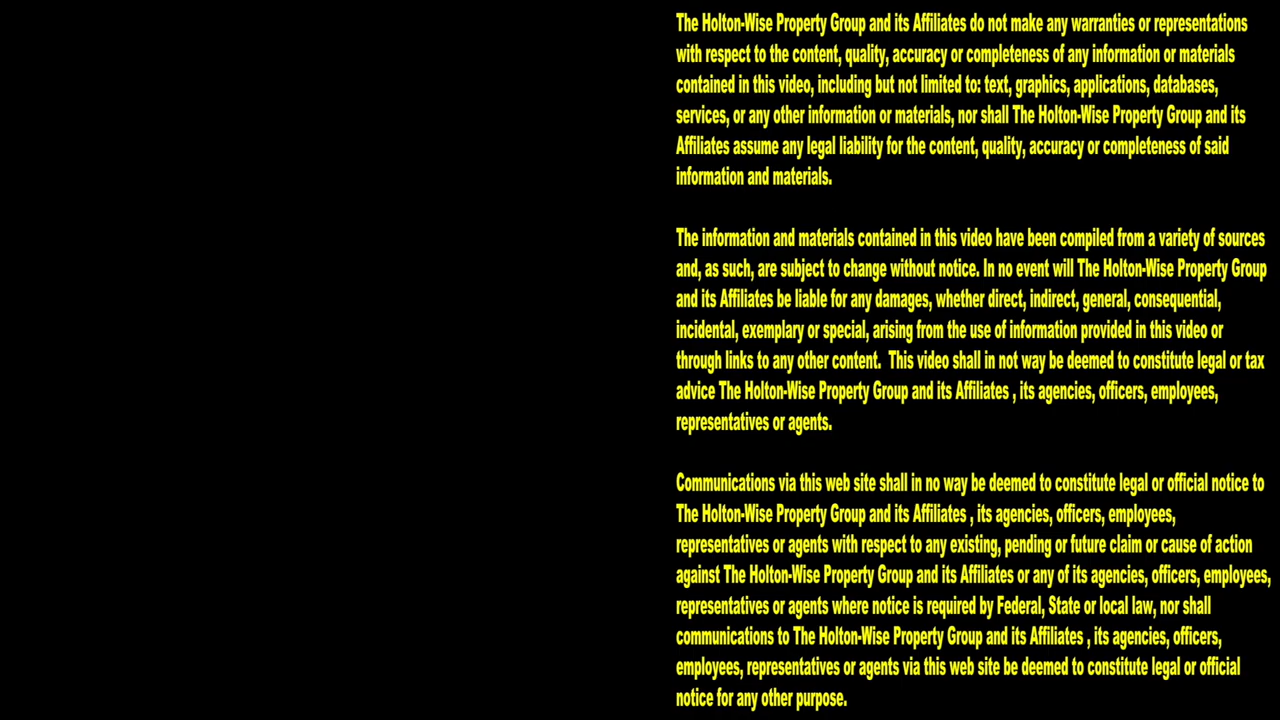 The Holton-Wise Property Group and its Affiliates do not make any warranties or representations
with respect to the content, quality, accuracy or completeness of any information or materials
contained in this video, including but not limited to: text, graphics, applications, databases,
services, or any other information or materials, nor shall The Holton-Wise Property Group and its
Affiliates assume any legal liability for the content, quality, accuracy or completeness of said
information and materials.
The information and materials contained in this video have been compiled from a variety of sources
and, as such, are subject to change without notice. In no event will The Holton-Wise Property Group
and its Affiliates be liable for any damages, whether direct, indirect, general, consequential,
incidental, exemplary or special, arising from the use of information provided in this video or
through links to any other content.  This video shall in not way be deemed to constitute legal or tax
advice The Holton-Wise Property Group and its Affiliates , its agencies, officers, employees,
representatives or agents.
Communications via this web site shall in no way be deemed to constitute legal or official notice to
The Holton-Wise Property Group and its Affiliates , its agencies, officers, employees,
representatives or agents with respect to any existing, pending or future claim or cause of action
against The Holton-Wise Property Group and its Affiliates or any of its agencies, officers, employees,
representatives or agents where notice is required by Federal, State or local law, nor shall
communications to The Holton-Wise Property Group and its Affiliates , its agencies, officers,
employees, representatives or agents via this web site be deemed to constitute legal or official
notice for any other purpose.